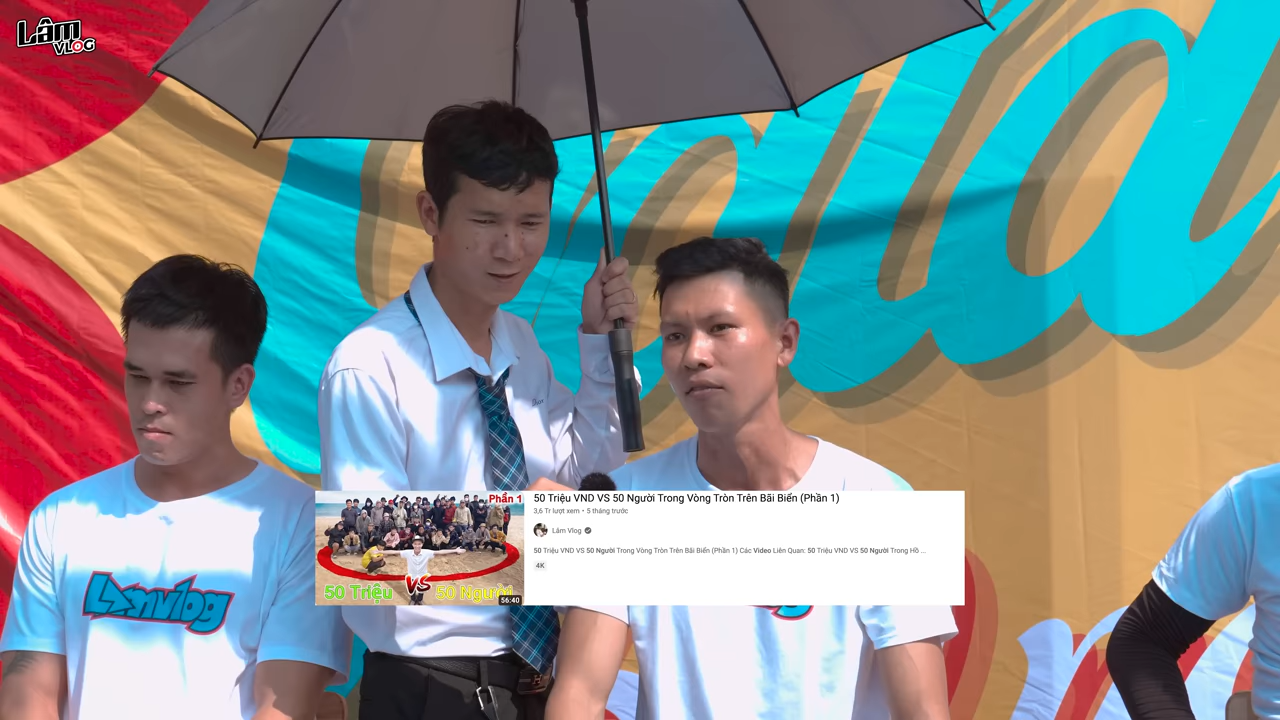 Lâm
VLOG
Lâmvlog
Phần 1
50 Triệu VS 50 Người
56:40
50 Triệu VND VS 50 Người Trong Vòng Tròn Trên Bãi Biển (Phần 1)
3,6 Tr lượt xem • 5 tháng trước
Lâm Vlog
50 Triệu VND VS 50 Người Trong Vòng Tròn Trên Bãi Biển (Phần 1) Các Video Liên Quan: 50 Triệu VND VS 50 Người Trong Hồ ...
4K